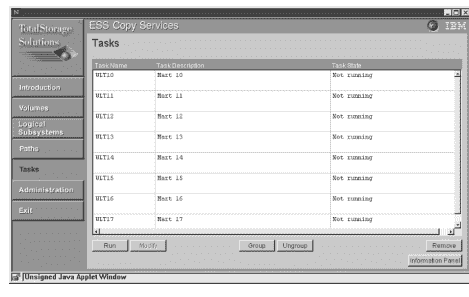 TotalStorage
Solutions
ESS Copy Services
IBM
Tasks
Task Name Task Description Task State
ULT10 Mart 10 Not running
ULT11 Mart 11 Not running
ULT12 Mart 12 Not running
ULT13 Mart 13 Not running
ULT14 Mart 14 Not running
ULT15 Mart 15 Not running
ULT16 Mart 16 Not running
ULT17 Mart 17 Not running
Introduction
Volumes
Logical
Subsystems
Paths
Tasks
Administration
Exit
Run Modify Group Ungroup Remove
Information Panel
Unsigned Java Applet Window